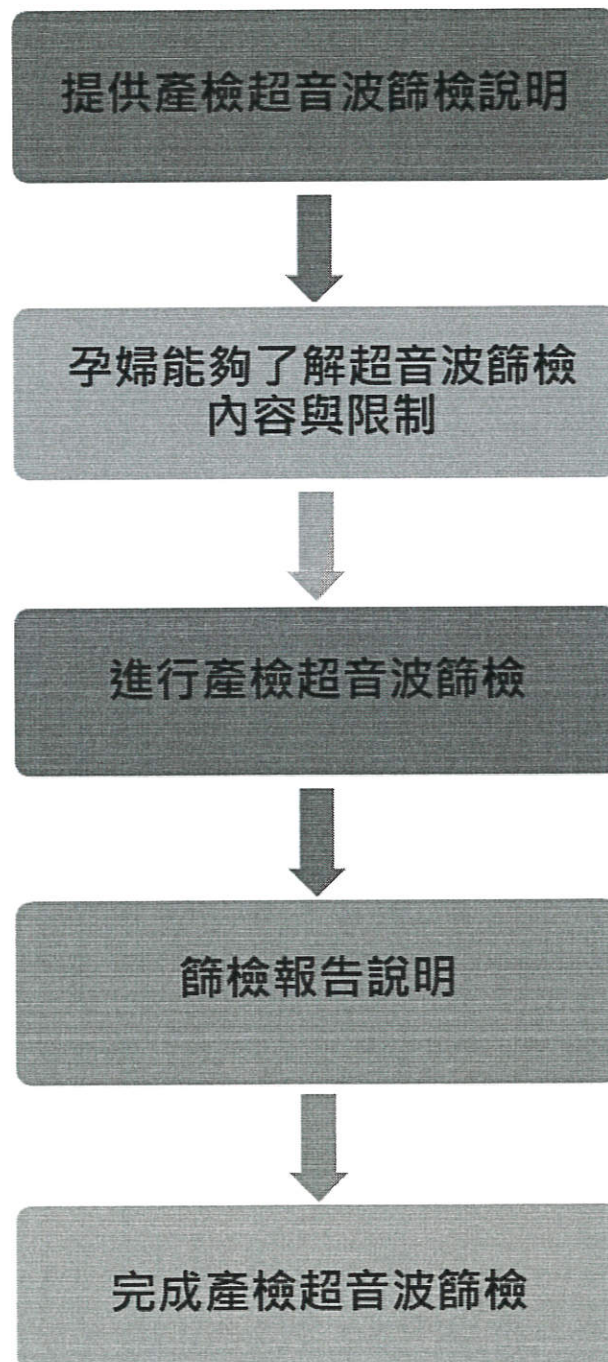 提供產檢超音波篩檢說明
孕婦能夠了解超音波篩檢
內容與限制
進行產檢超音波篩檢
篩檢報告說明
完成產檢超音波篩檢